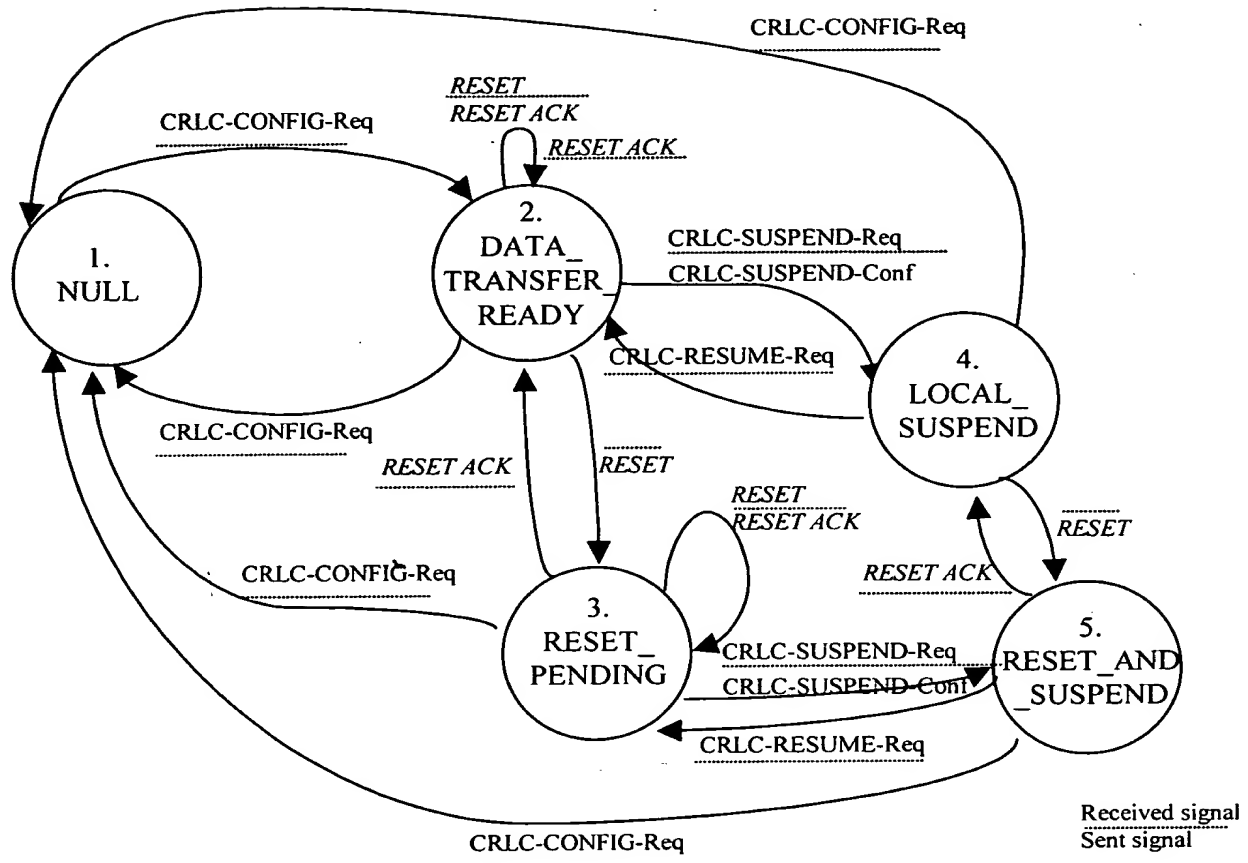 CRLC-CONFIG-Req
RESET
RESET ACK
CRLC-CONFIG-Req
RESET ACK
1.
NULL
2.
DATA_
TRANSFER_
READY
CRLC-SUSPEND-Req
CRLC-SUSPEND-Conf
CRLC-RESUME-Req
4.
LOCAL_
SUSPEND
CRLC-CONFIG-Req
RESET ACK
RESET
RESET
RESET ACK
RESET
RESET ACK
CRLC-CONFIG-Req
3.
RESET_
PENDING
CRLC-SUSPEND-Req
CRLC-SUSPEND-Conf
CRLC-RESUME-Req
5.
RESET_AND
_SUSPEND
CRLC-CONFIG-Req
Received signal
Sent signal